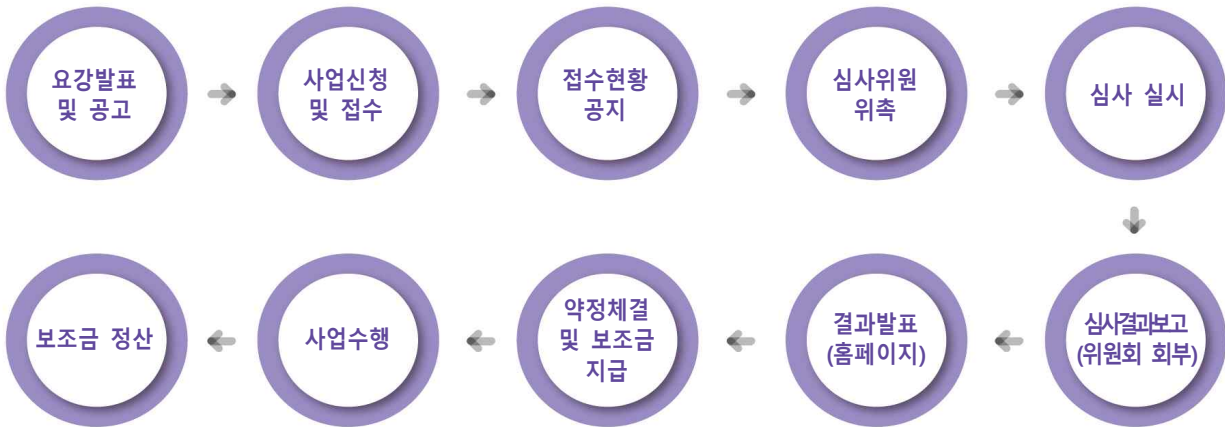 요강발표
및 공고
사업신청
및 접수
접수현황
공지
심사위원
위촉
심사 실시
심사결과보고
(위원회 회부)
결과발표
(홈페이지)
약정체결
및 보조금
지급
사업수행
보조금 정산